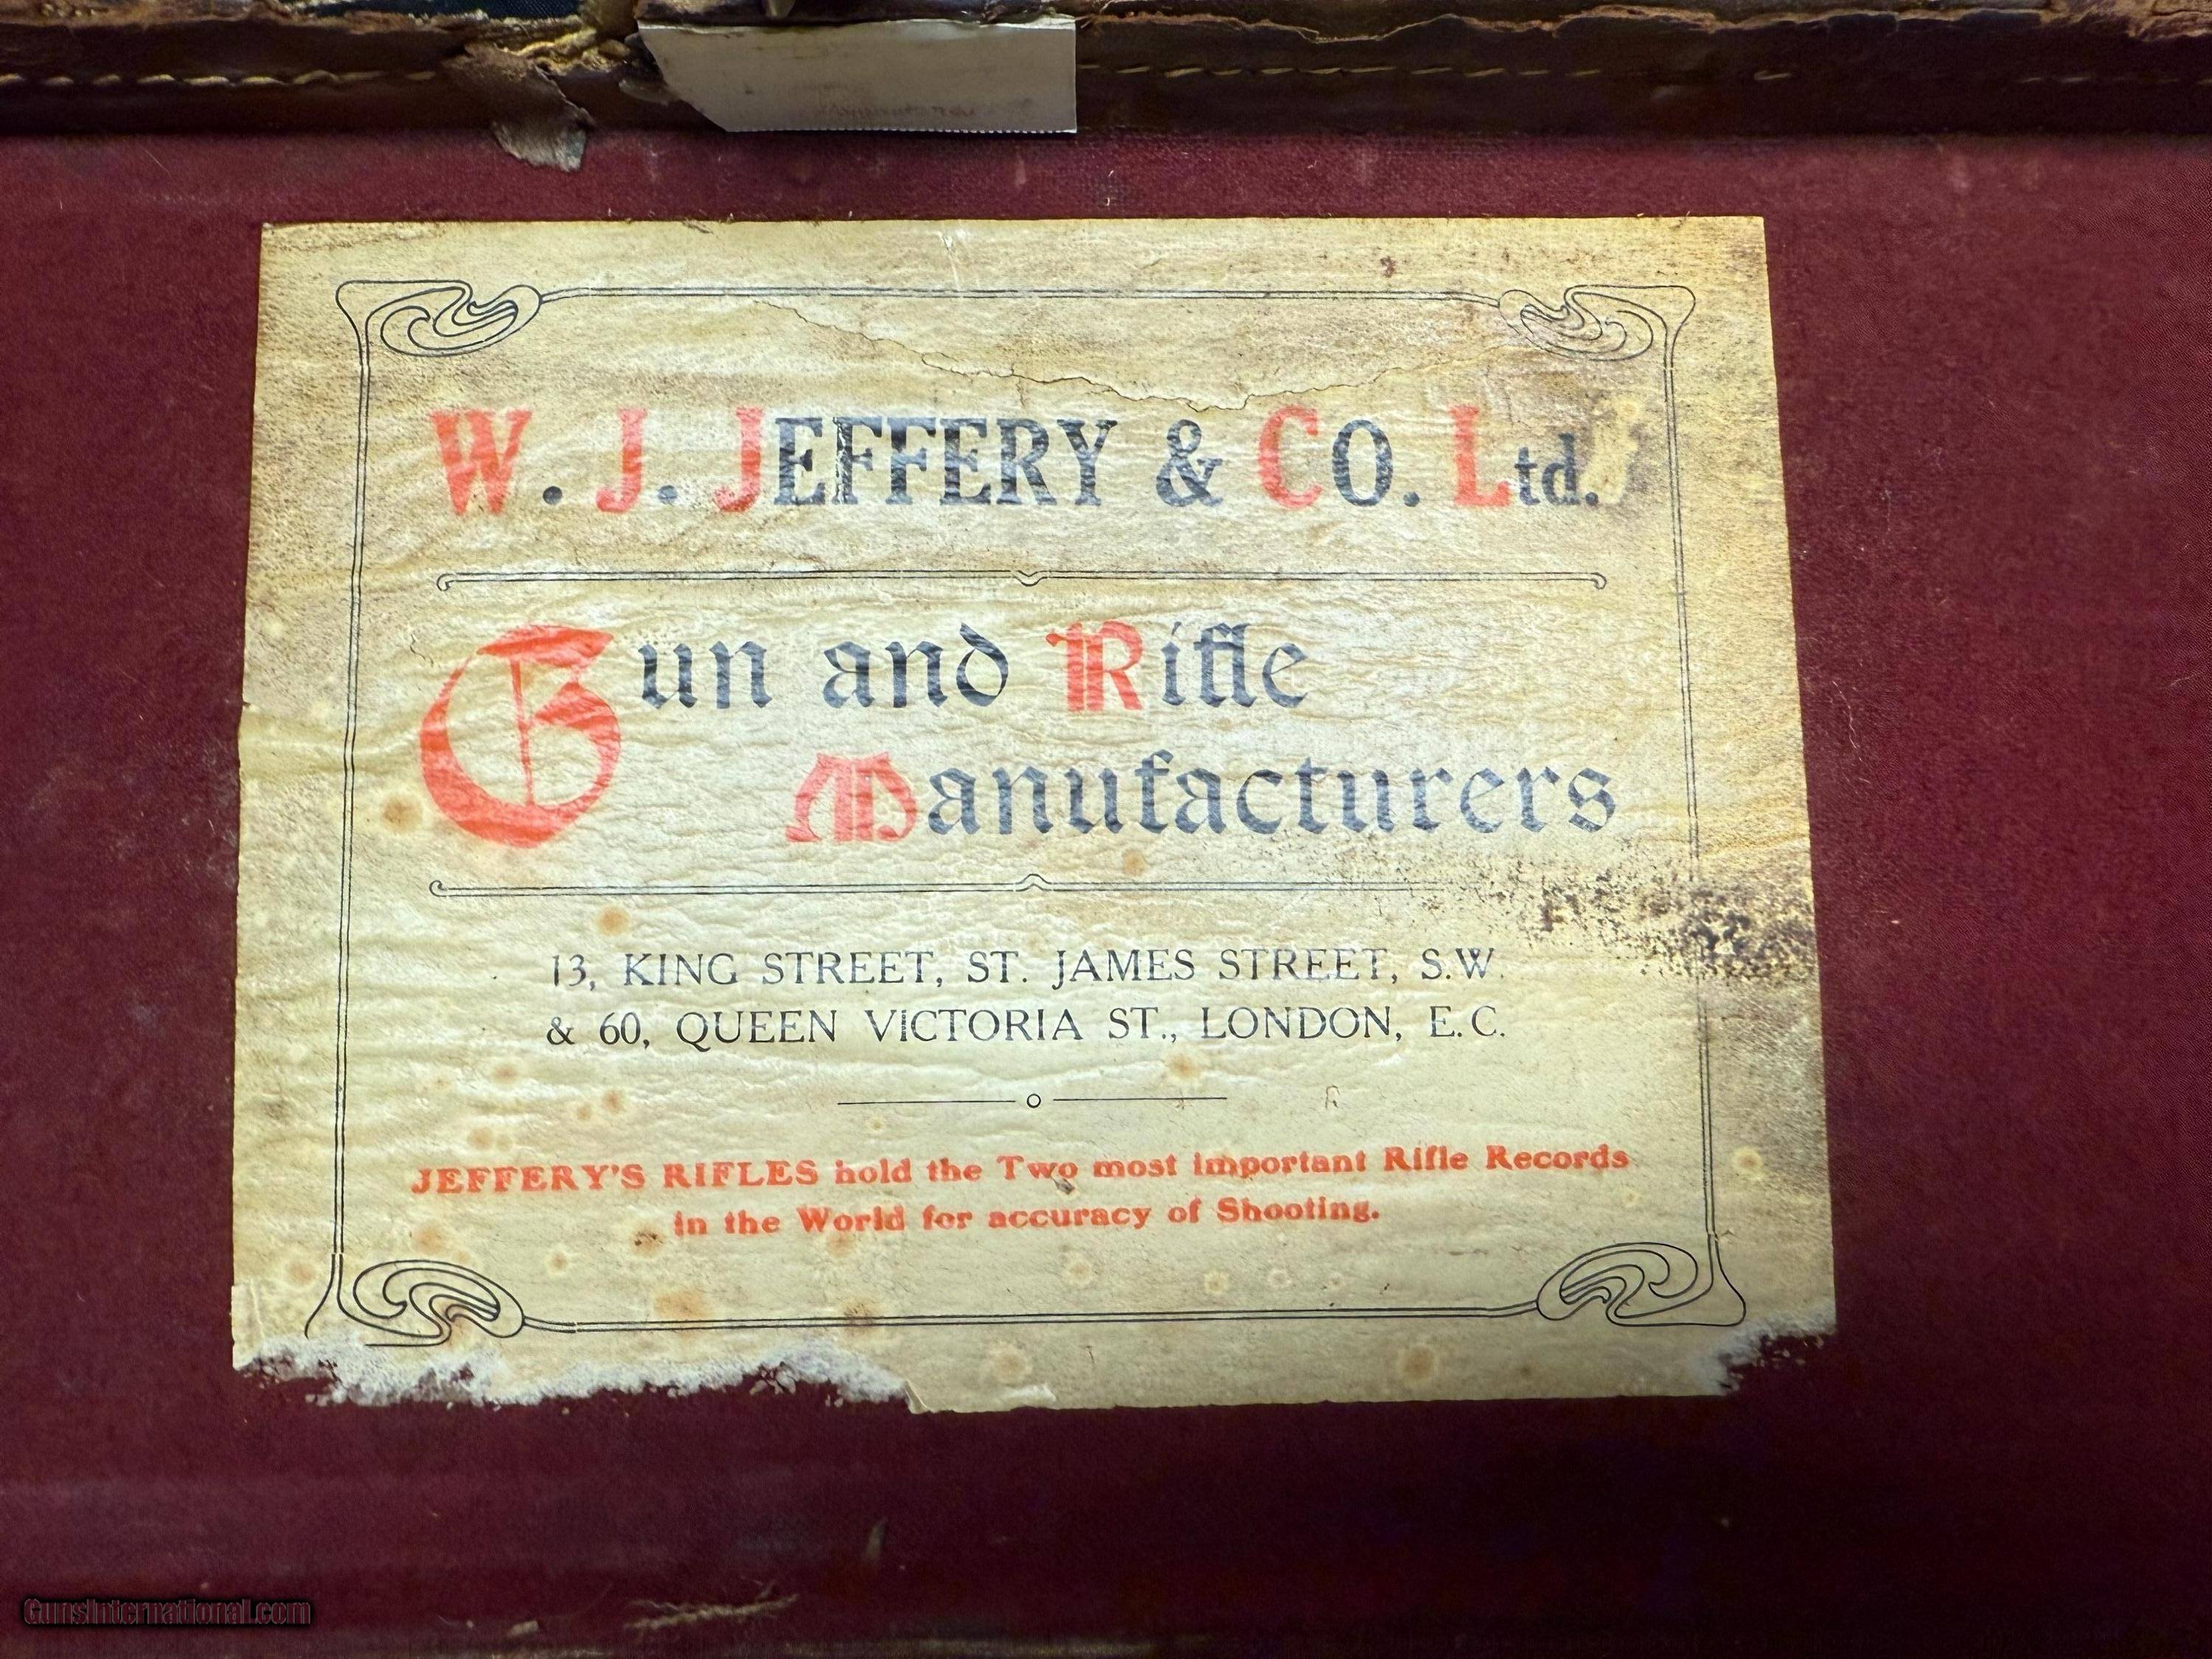 W. J. JEFFERY & CO. Ltd.
Gun and Rifle
Manufacturers
13, KING STREET, ST. JAMES STREET, S.W.
& 60, QUEEN VICTORIA ST., LONDON, E.C.
JEFFERY'S RIFLES hold the Two most important Rifle Records
in the World for accuracy of Shooting.
GunsInternational.com